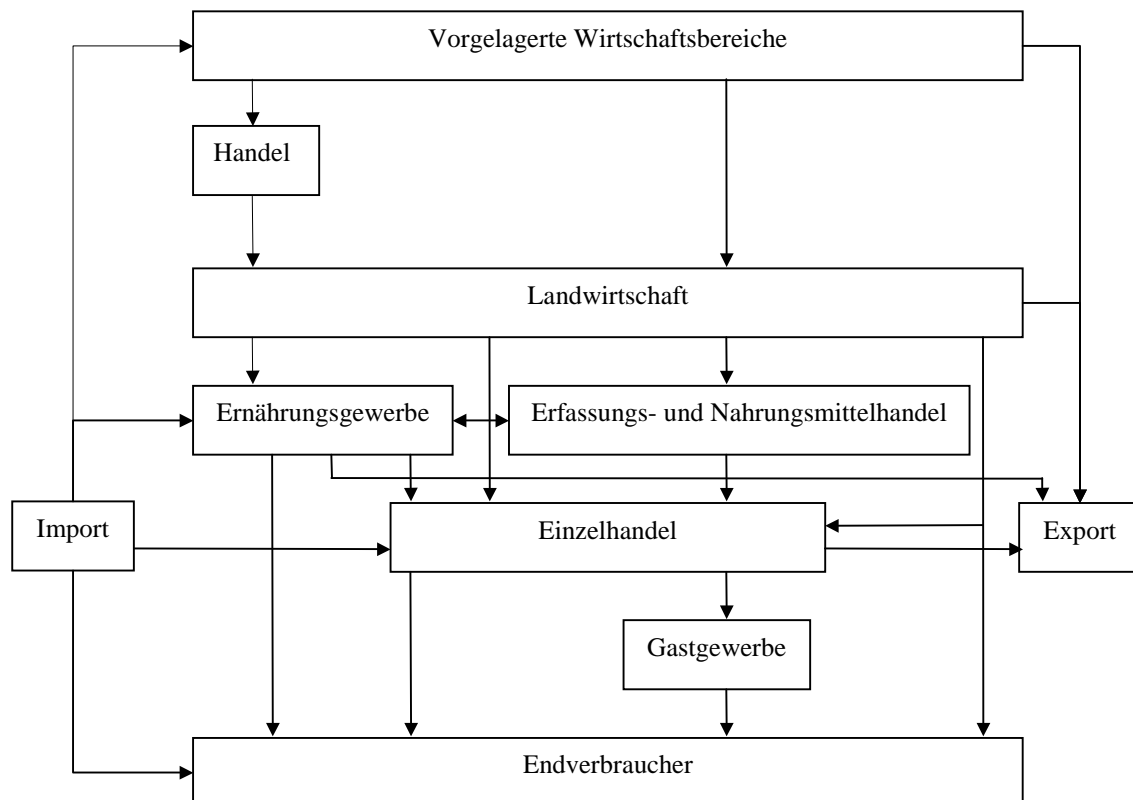 Vorgelagerte Wirtschaftsbereiche
Handel
Landwirtschaft
Ernährungsgewerbe
Erfassungs- und Nahrungsmittelhandel
Import
Einzelhandel
Export
Gastgewerbe
Endverbraucher